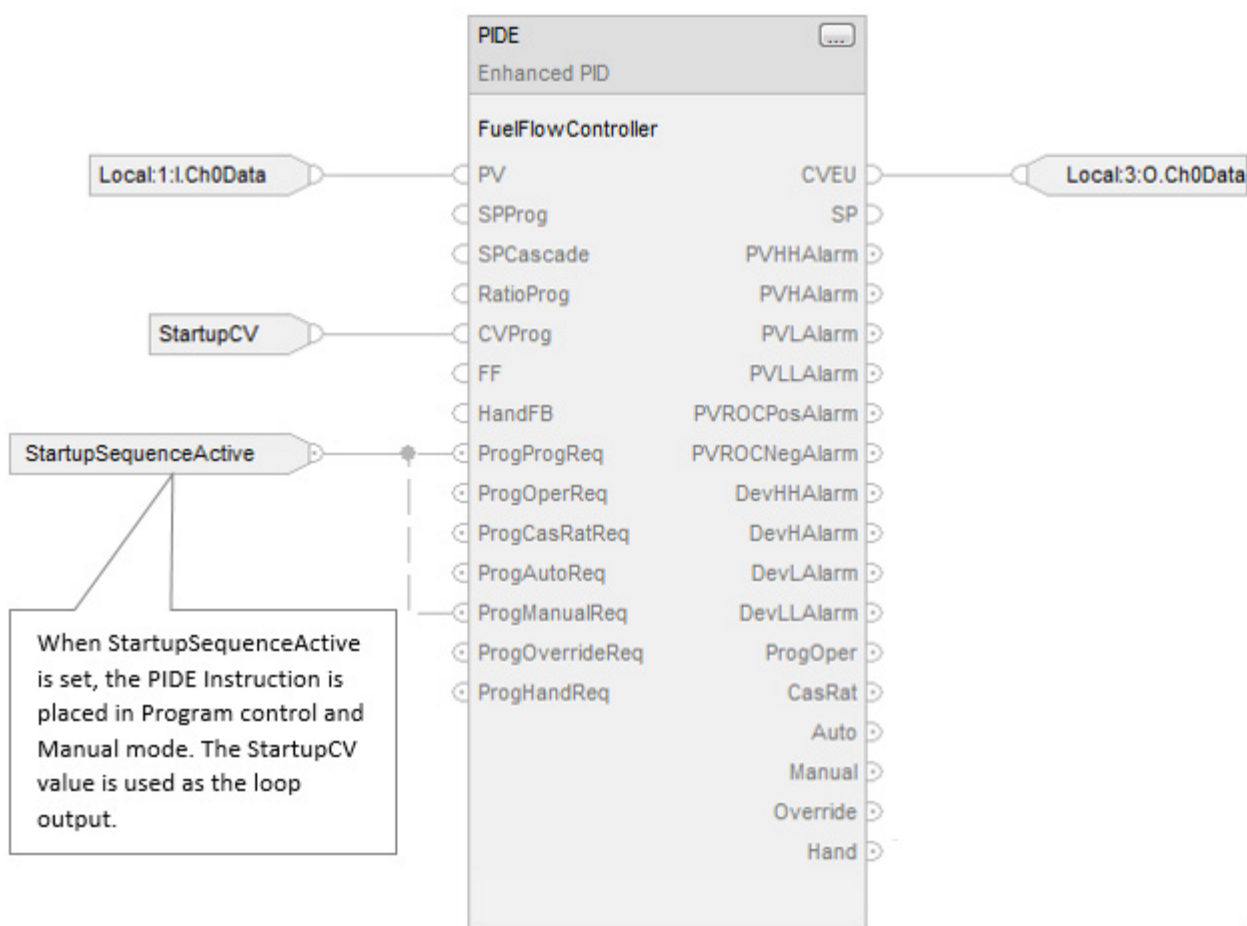 PIDE
...
Enhanced PID
FuelFlowController
Local:1:I.Ch0Data
PV
CVEU
Local:3:O.Ch0Data
SPProg
SP
SPCascade
PVHHAlarm
RatioProg
PVHAlarm
StartupCV
CVProg
PVLAlarm
FF
PVLLAlarm
HandFB
PVROCPosAlarm
StartupSequenceActive
ProgProgReq
PVROCNegAlarm
ProgOperReq
DevHHAlarm
ProgCasRatReq
DevHAlarm
ProgAutoReq
DevLAlarm
ProgManualReq
DevLLAlarm
ProgOverrideReq
ProgOper
ProgHandReq
CasRat
Auto
Manual
Override
Hand
When StartupSequenceActive
is set, the PIDE Instruction is
placed in Program control and
Manual mode. The StartupCV
value is used as the loop
output.